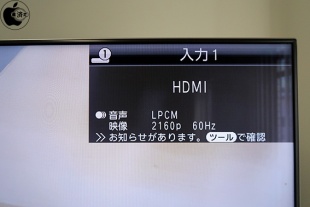 入力1
HDMI
音声 LPCM
映像 2160p 60Hz
≫ お知らせがあります。ツールで確認